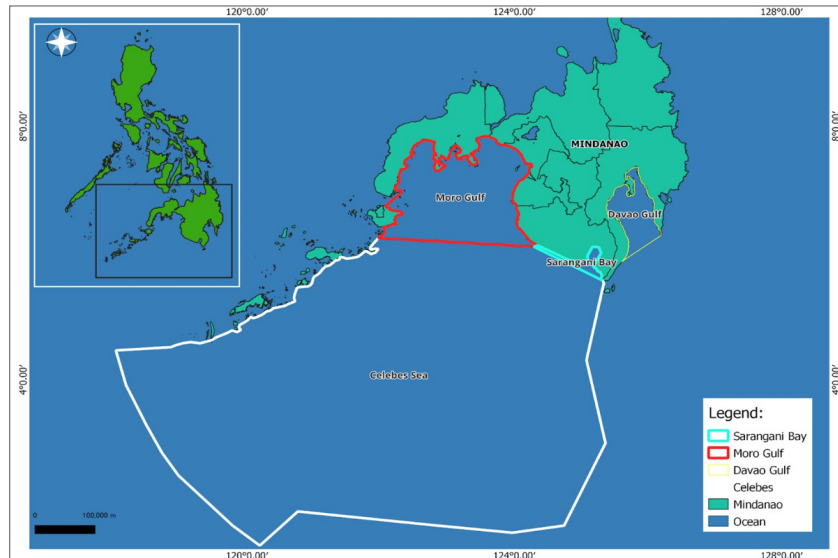 120°0.00'
124°0.00'
128°0.00'
8°0.00'
8°0.00'
MINDANAO
Moro Gulf
Davao Gulf
Sarangani Bay
Celebes Sea
4°0.00'
4°0.00'
Legend:
Sarangani Bay
Moro Gulf
Davao Gulf
Celebes
Mindanao
Ocean
100,000 m
120°0.00'
124°0.00'
128°0.00'